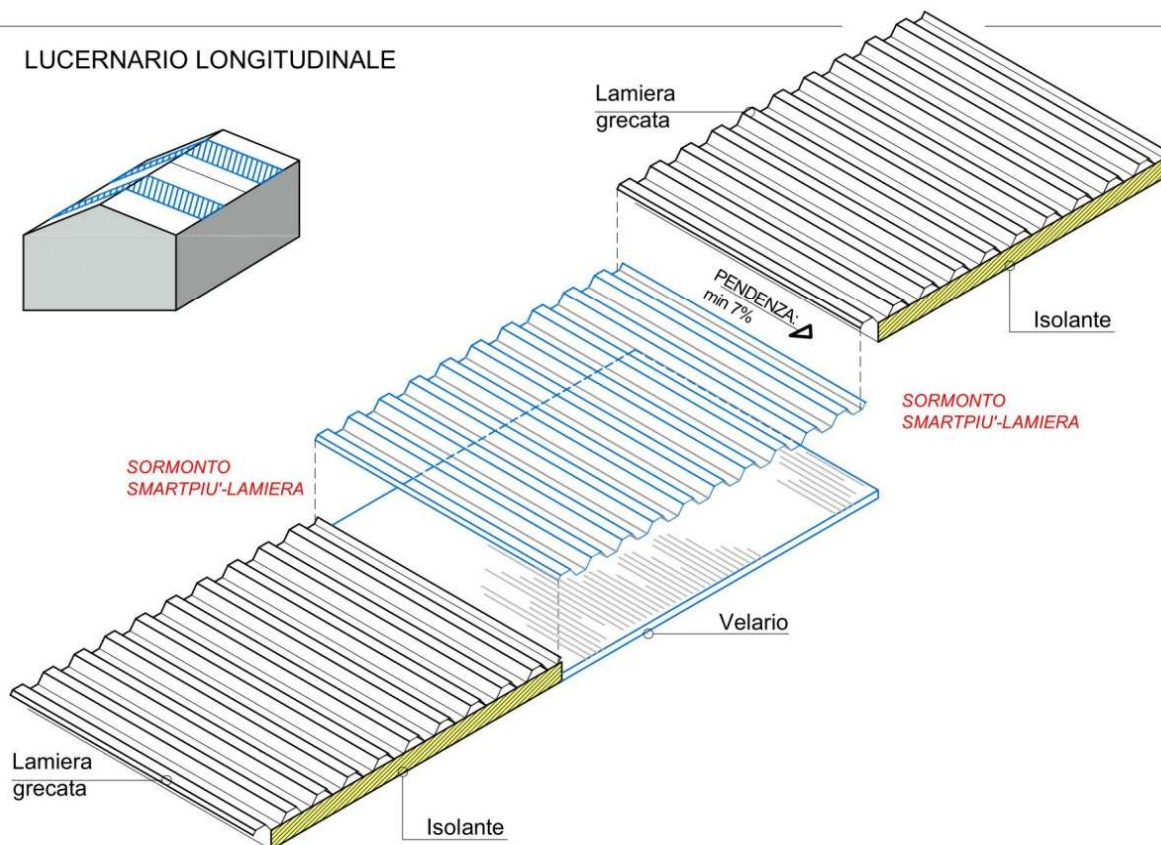 LUCERNARIO LONGITUDINALE
Lamiera
grecata
PENDENZA:
min 7%
Isolante
SORMONTO
SMARTPIU'-LAMIERA
SORMONTO
SMARTPIU'-LAMIERA
Velario
Lamiera
grecata
Isolante